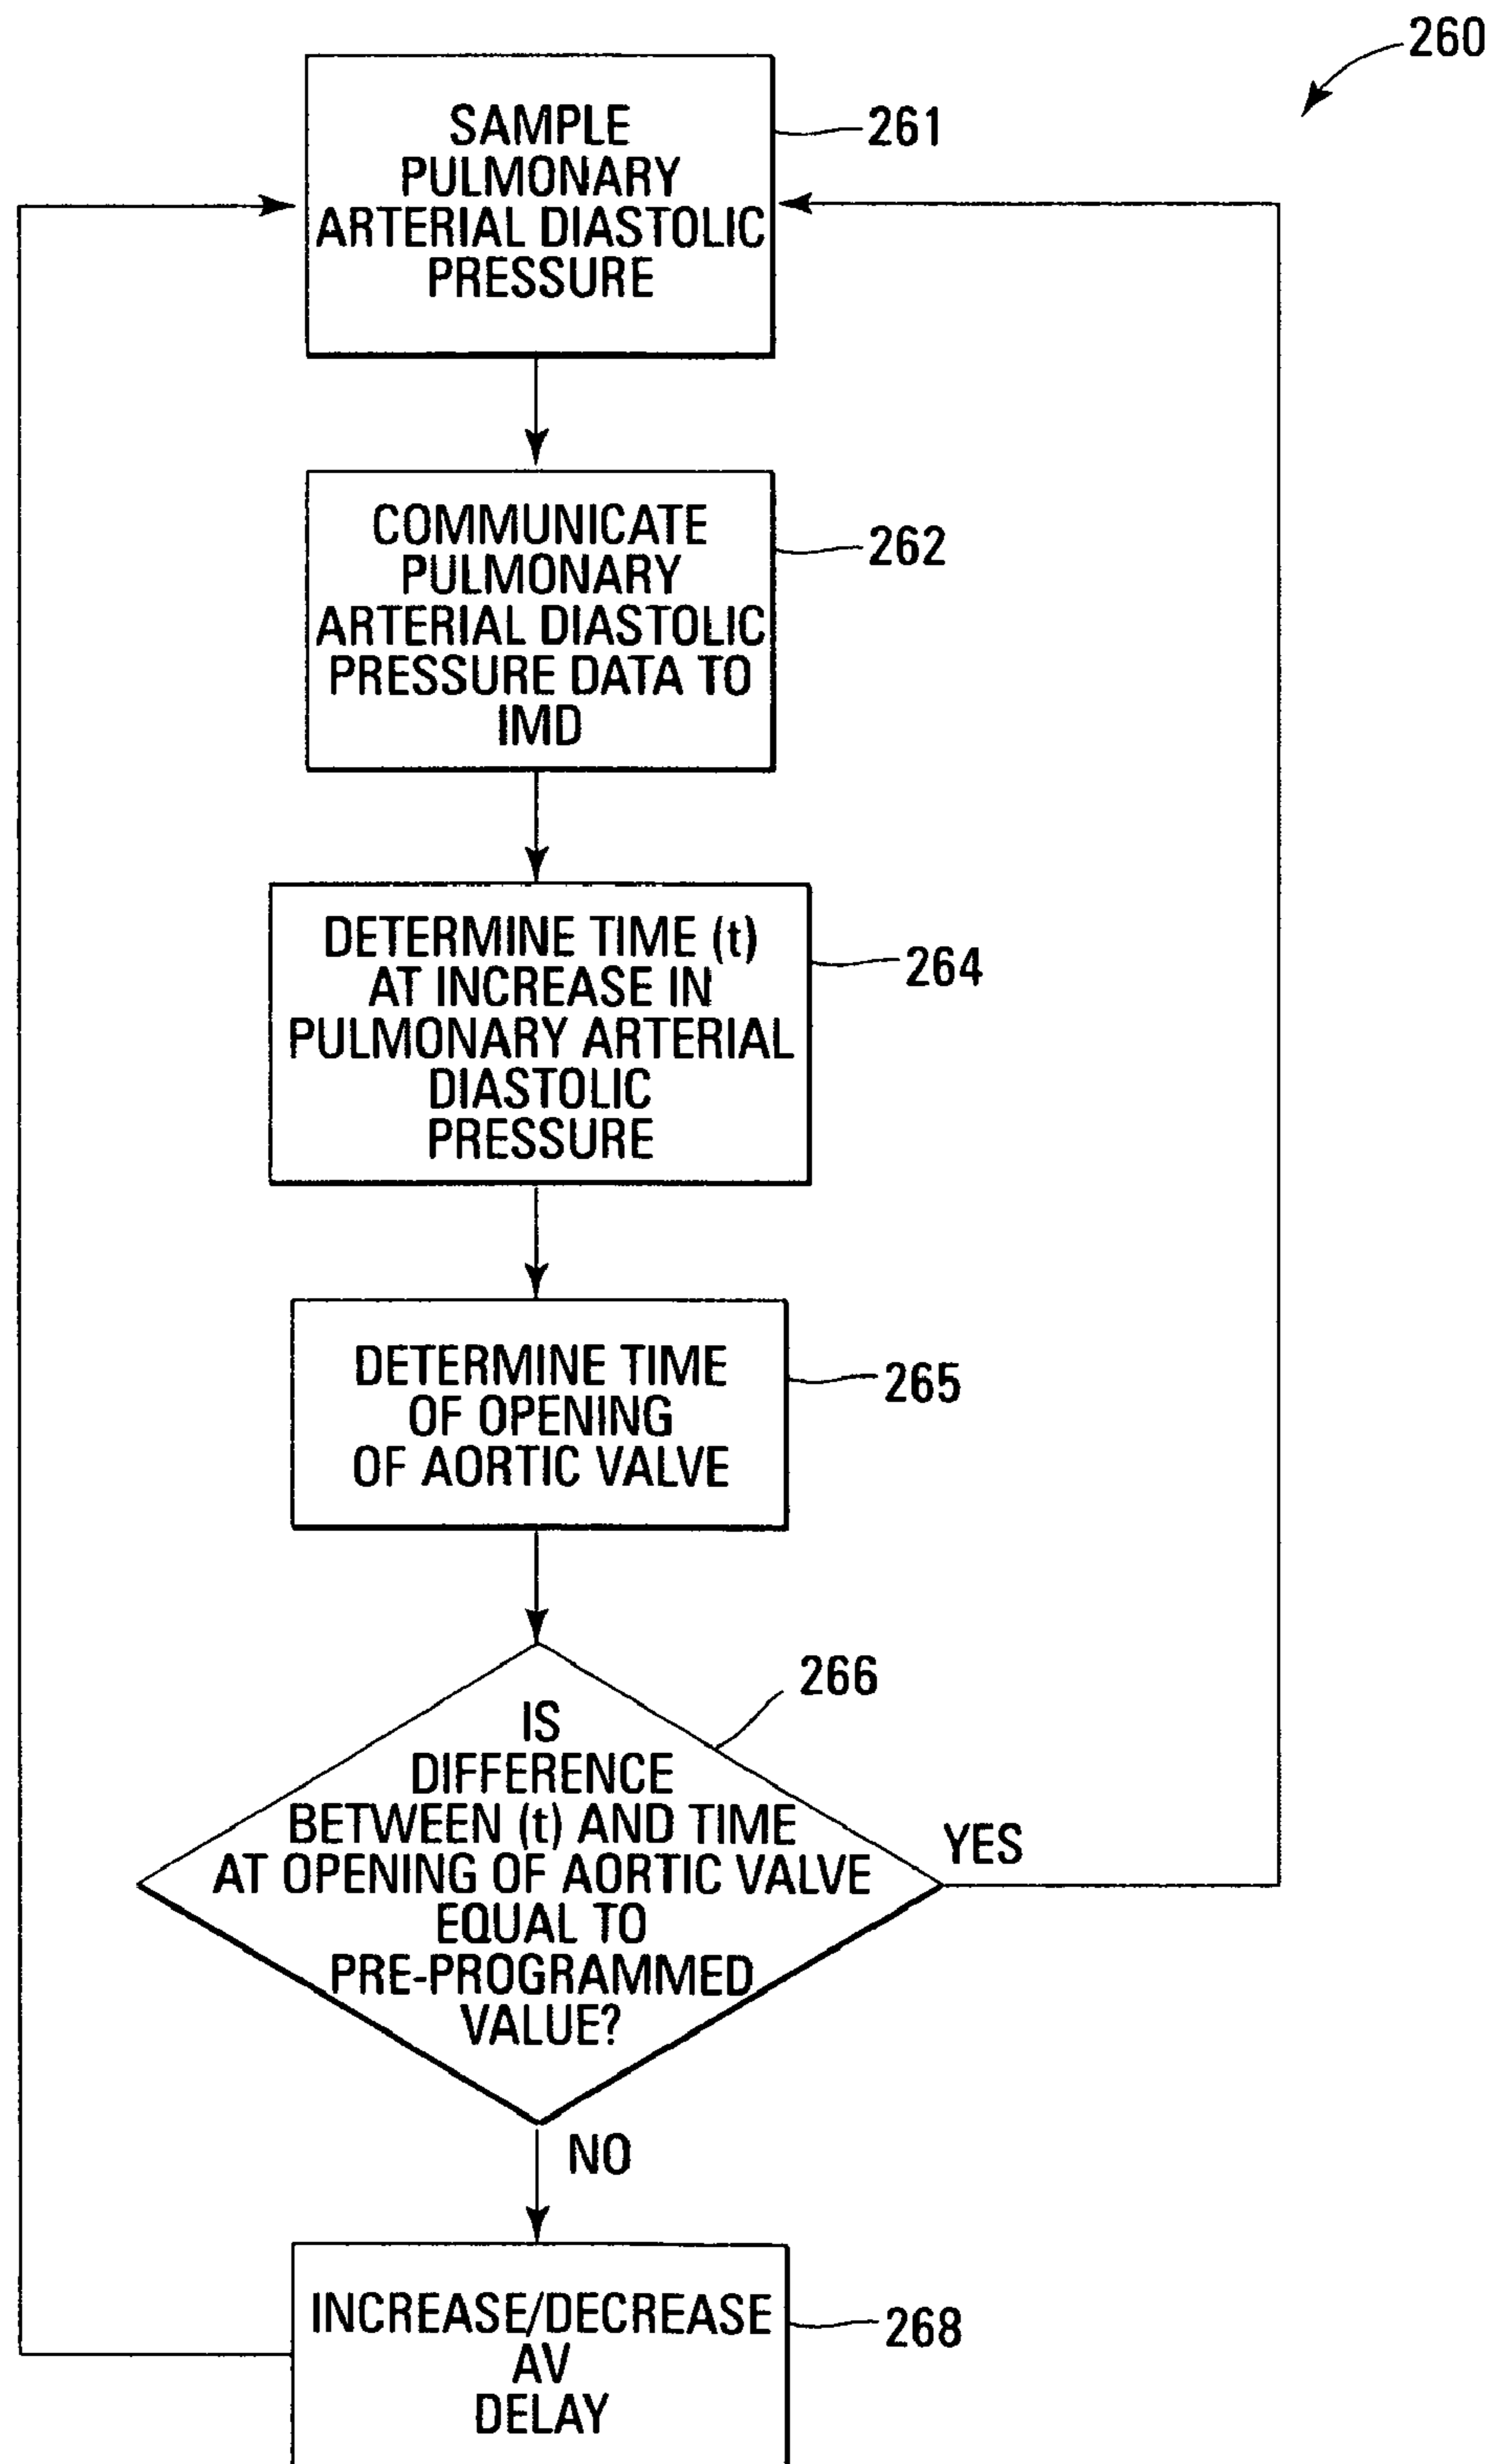 260
SAMPLE
PULMONARY
ARTERIAL DIASTOLIC
PRESSURE
261
COMMUNICATE
PULMONARY
ARTERIAL DIASTOLIC
PRESSURE DATA TO
IMD
262
DETERMINE TIME (t)
AT INCREASE IN
PULMONARY ARTERIAL
DIASTOLIC
PRESSURE
264
DETERMINE TIME
OF OPENING
OF AORTIC VALVE
265
IS
DIFFERENCE
BETWEEN (t) AND TIME
AT OPENING OF AORTIC VALVE
EQUAL TO
PRE-PROGRAMMED
VALUE?
266
YES
NO
INCREASE/DECREASE
AV
DELAY
268